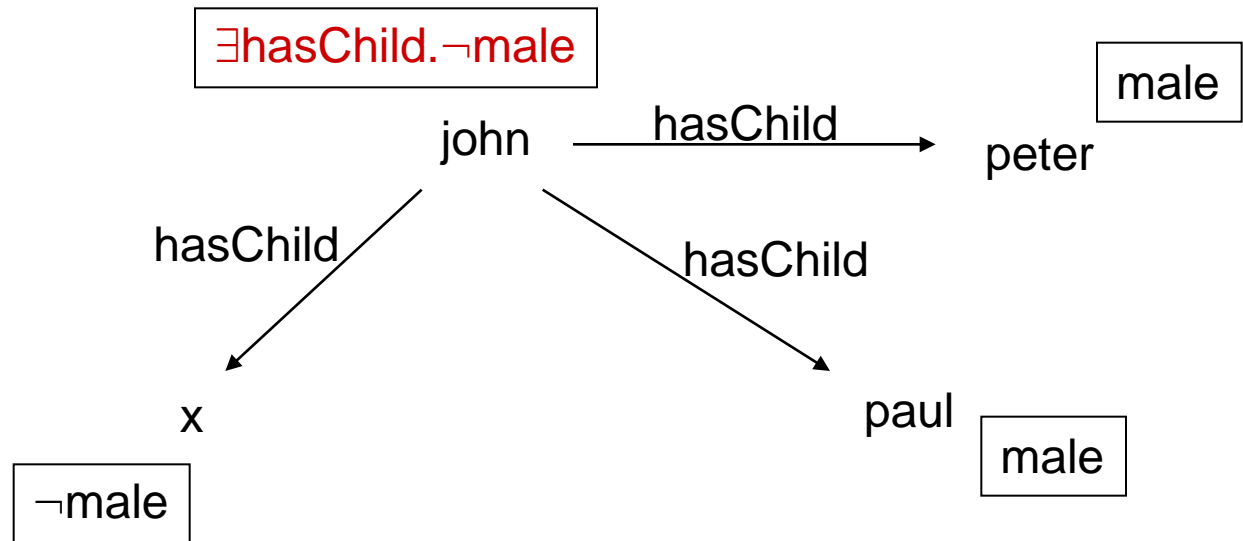 ∃hasChild.¬male
male
john
hasChild
peter
hasChild
hasChild
x
paul
male
¬male